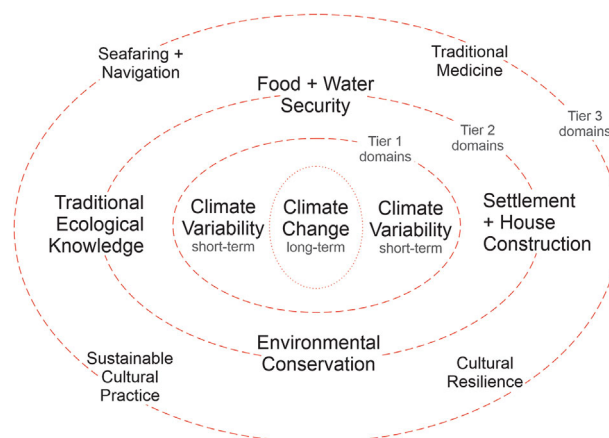 Seafaring +
Navigation
Traditional
Medicine
Food + Water
Security
Tier 1
domains
Tier 2
domains
Tier 3
domains
Traditional
Ecological
Knowledge
Climate
Variability
short-term
Climate
Change
long-term
Climate
Variability
short-term
Settlement
+ House
Construction
Environmental
Conservation
Sustainable
Cultural
Practice
Cultural
Resilience